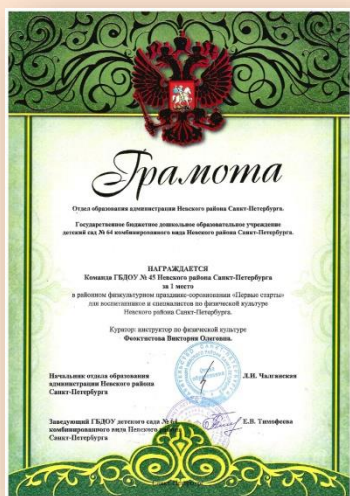 Грамота
Отдел образования администрации Невского района Санкт-Петербурга.
Государственное бюджетное дошкольное образовательное учреждение
детский сад № 64 комбинированного вида Невского района Санкт-Петербурга.
НАГРАЖДАЕТСЯ
Команда ГБДОУ № 45 Невского района Санкт-Петербурга
за 1 место
в районном физкультурном празднике-соревновании «Первые старты»
для воспитанников и специалистов по физической культуре
Невского района Санкт-Петербурга.
Куратор: инструктор по физической культуре
Феоктистова Виктория Олеговна.
Начальник отдела образования
администрации Невского района
Санкт-Петербурга
Л.И. Чалганская
Заведующий ГБДОУ детского сада № 64
комбинированного вида Невского района
Санкт-Петербурга
Е.В. Тимофеева